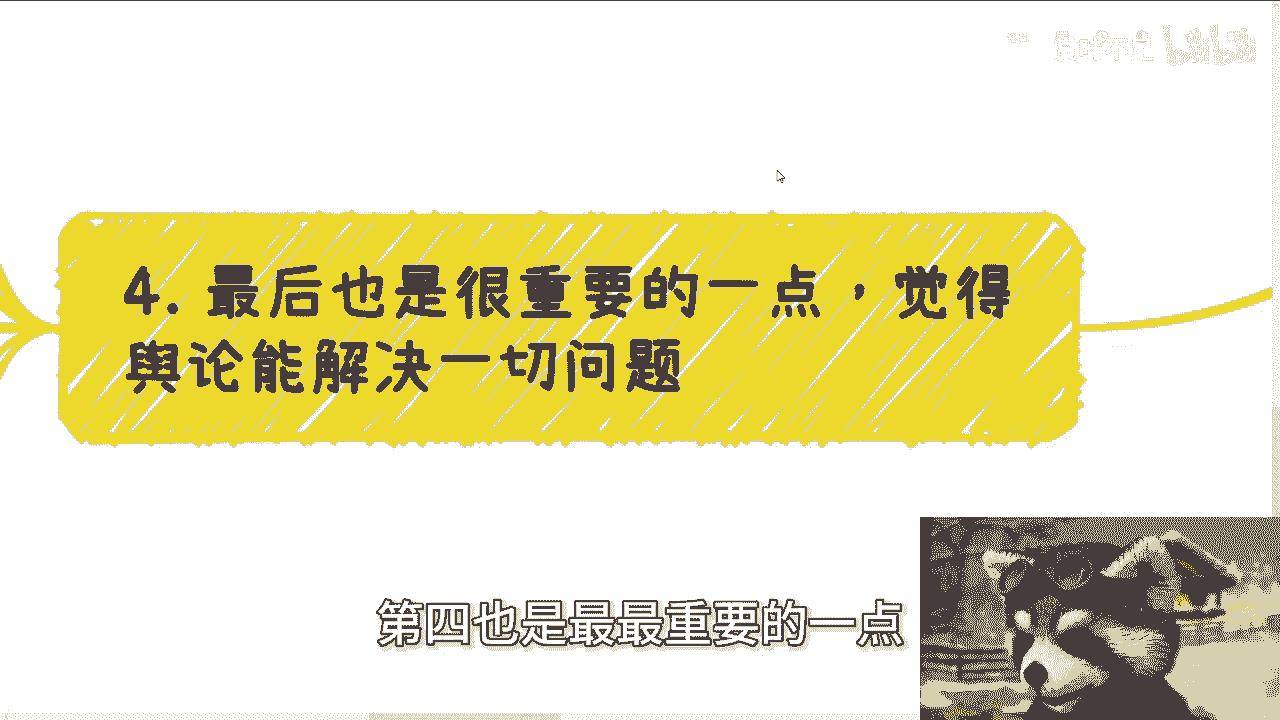 bilibili
4. 最后也是很重要的一点，觉得
舆论能解决一切问题
第四也是最最重要的一点